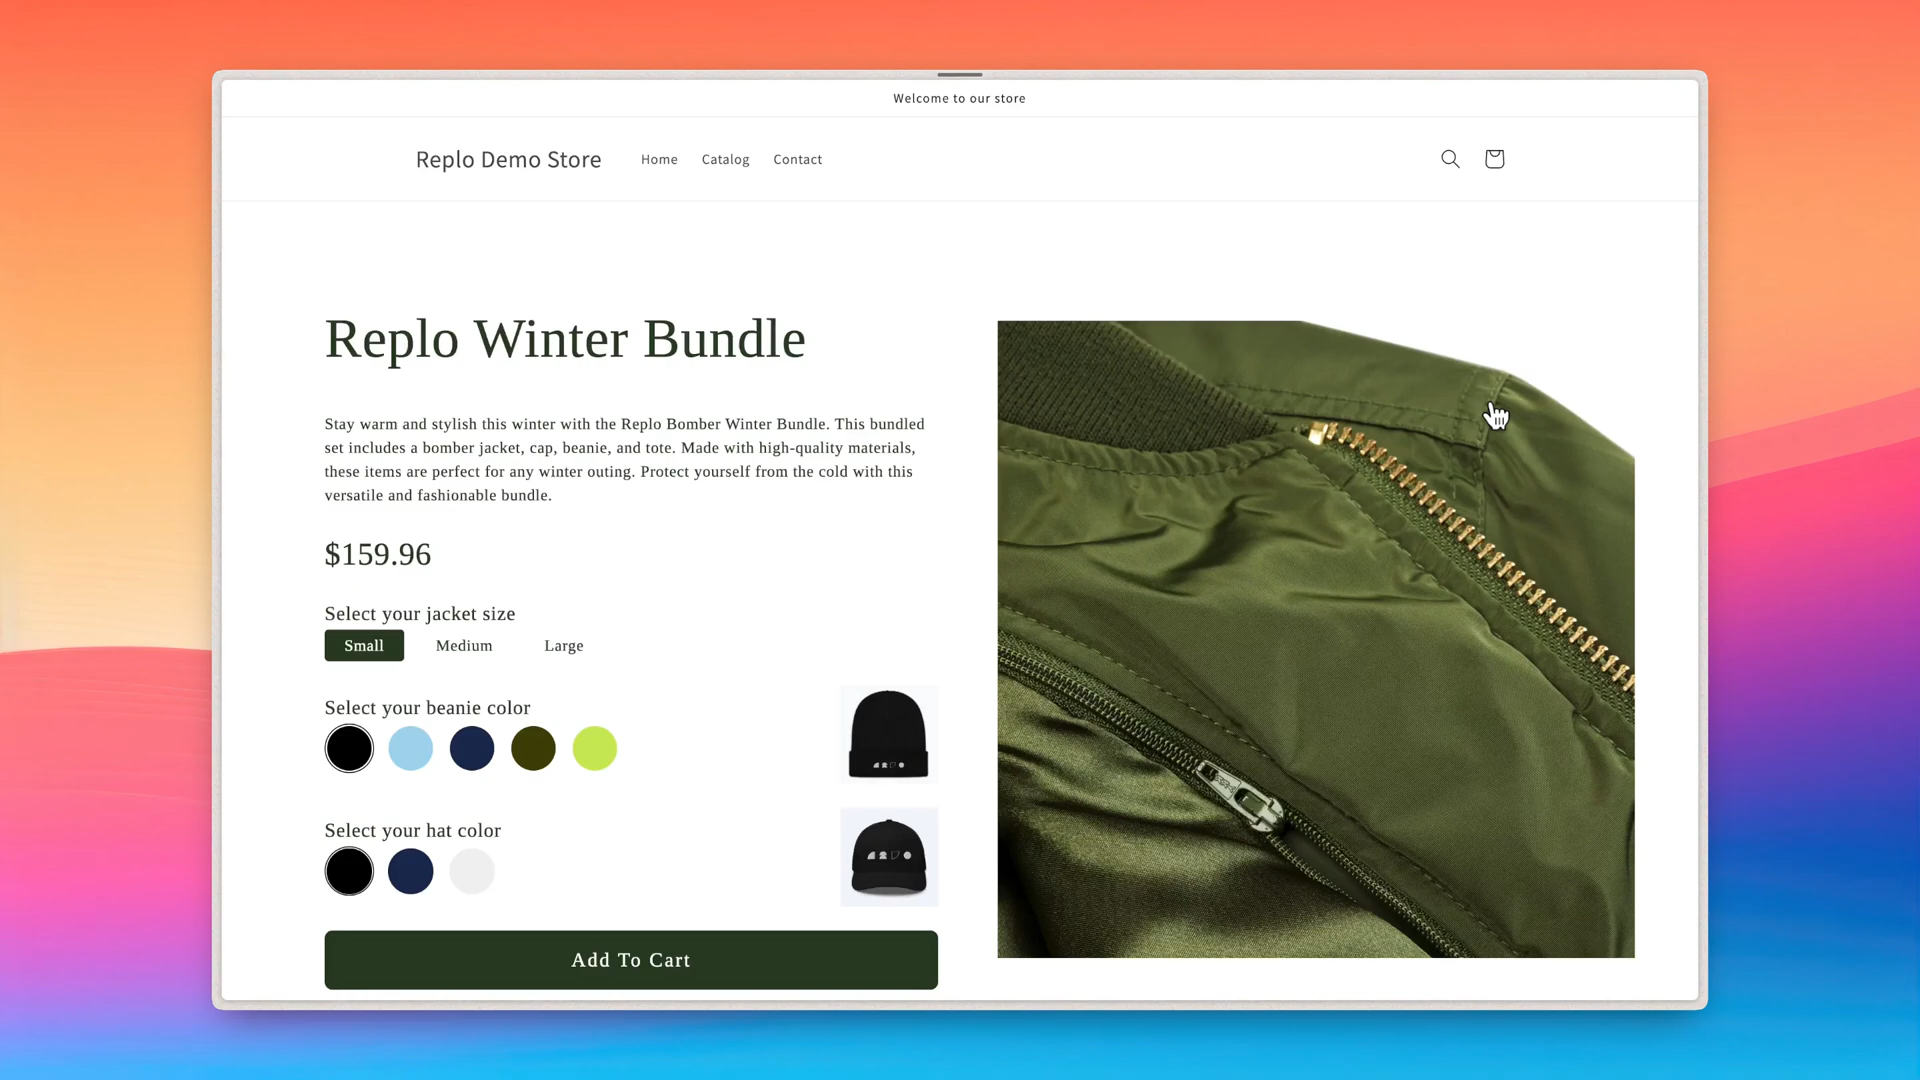 Welcome to our store
Replo Demo Store
Home
Catalog
Contact
Replo Winter Bundle
Stay warm and stylish this winter with the Replo Bomber Winter Bundle. This bundled
set includes a bomber jacket, cap, beanie, and tote. Made with high-quality materials,
these items are perfect for any winter outing. Protect yourself from the cold with this
versatile and fashionable bundle.
$159.96
Select your jacket size
Small
Medium
Large
Select your beanie color
Select your hat color
Add To Cart